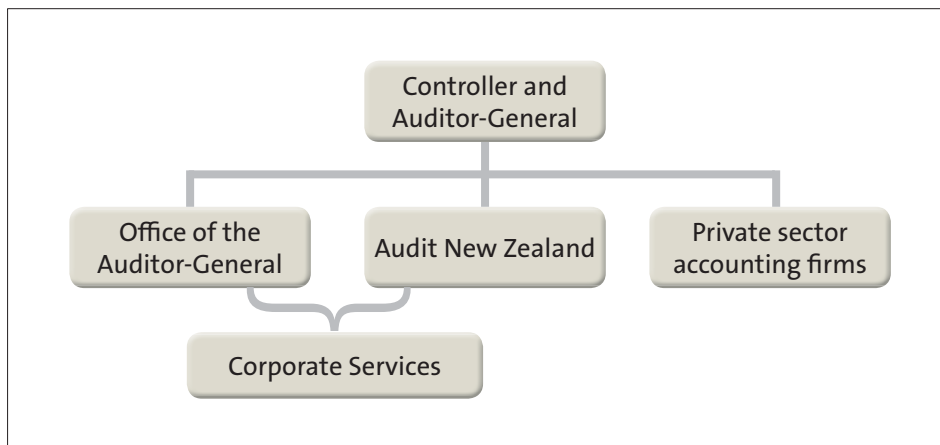 Controller and
Auditor-General
Office of the
Auditor-General
Audit New Zealand
Private sector
accounting firms
Corporate Services